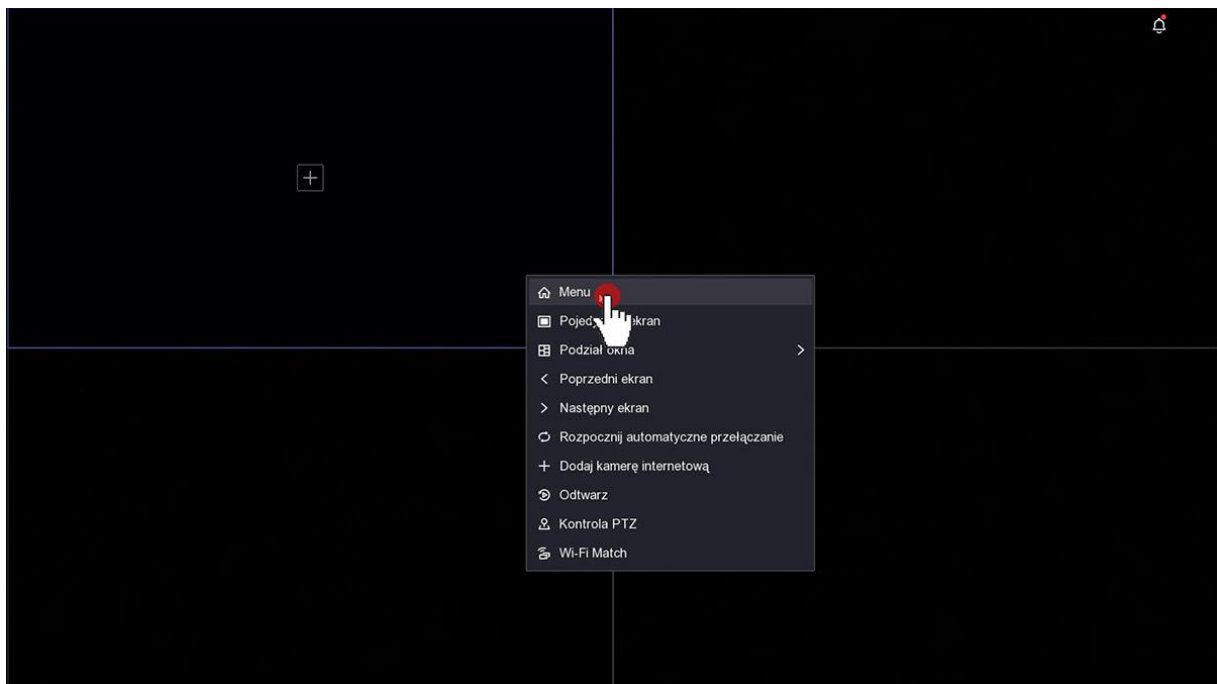 Menu
ekran
Podział okna
Poprzedni ekran
Następny ekran
Rozpocznij automatyczne przełączanie
Dodaj kamerę internetową
Odtwarz
Kontrola PTZ
Wi-Fi Match